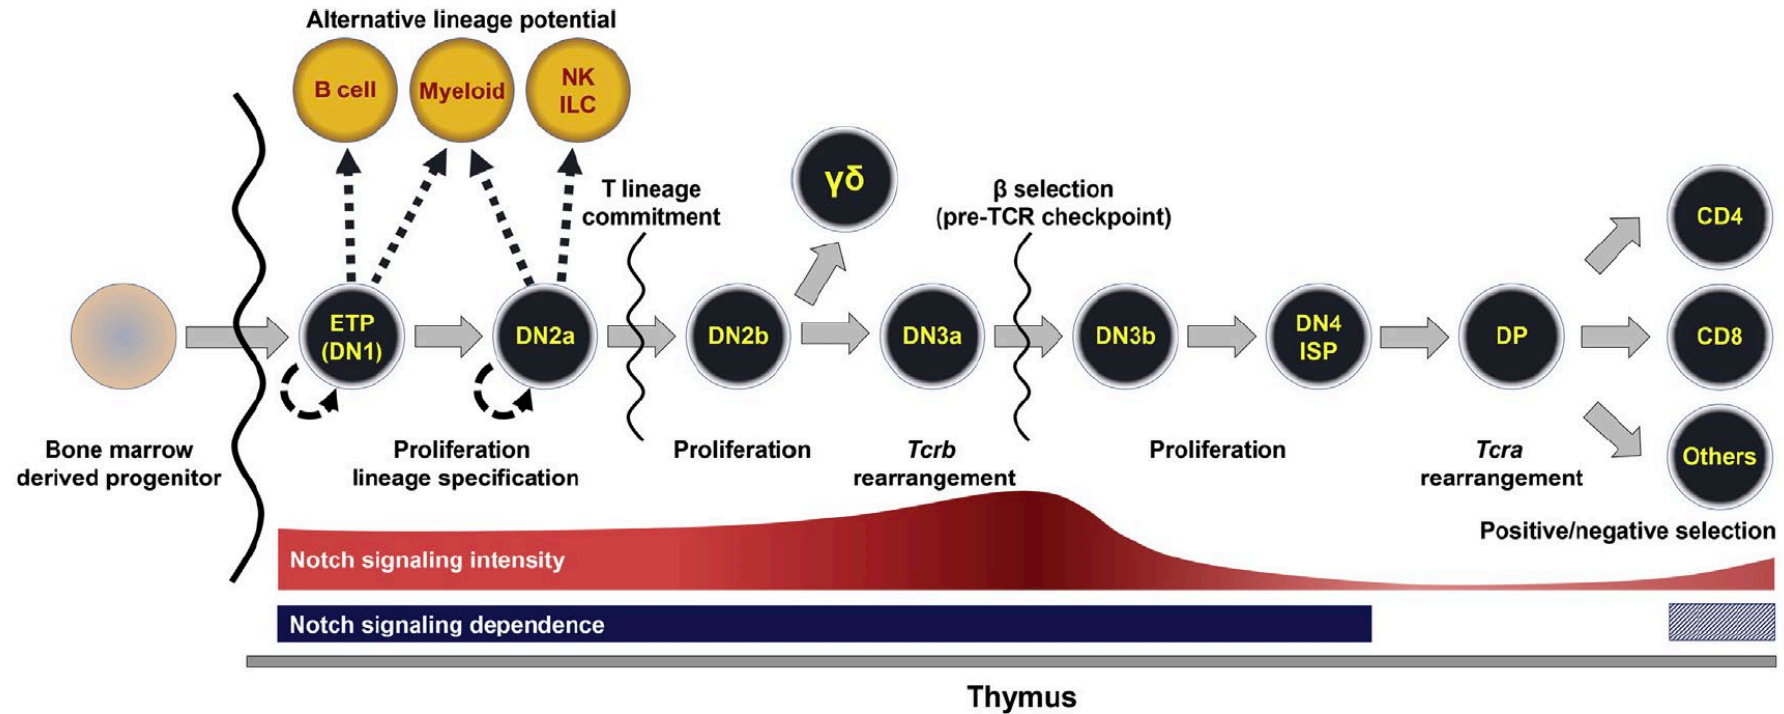 Alternative lineage potential
B cell
Myeloid
NK
ILC
T lineage
commitment
γδ
β selection
(pre-TCR checkpoint)
CD4
ETP
(DN1)
DN2a
DN2b
DN3a
DN3b
DN4
ISP
DP
CD8
Others
Bone marrow
derived progenitor
Proliferation
lineage specification
Proliferation
Tcrb
rearrangement
Proliferation
Tcra
rearrangement
Positive/negative selection
Notch signaling intensity
Notch signaling dependence
Thymus